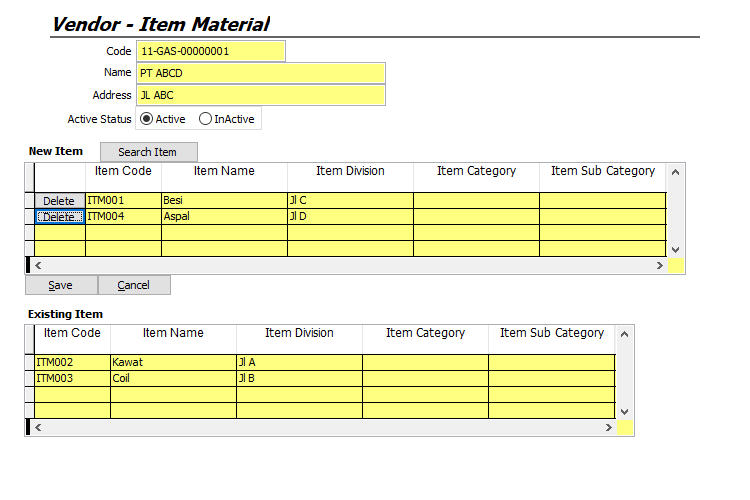 Vendor - Item Material
Code 11-GAS-00000001
Name PT ABCD
Address JL ABC
Active Status Active InActive
New Item Search Item
Item Code Item Name Item Division Item Category Item Sub Category
Delete ITM001 Besi Jl C
Delete ITM004 Aspal Jl D
Save Cancel
Existing Item
Item Code Item Name Item Division Item Category Item Sub Category
ITM002 Kawat Jl A
ITM003 Coil Jl B